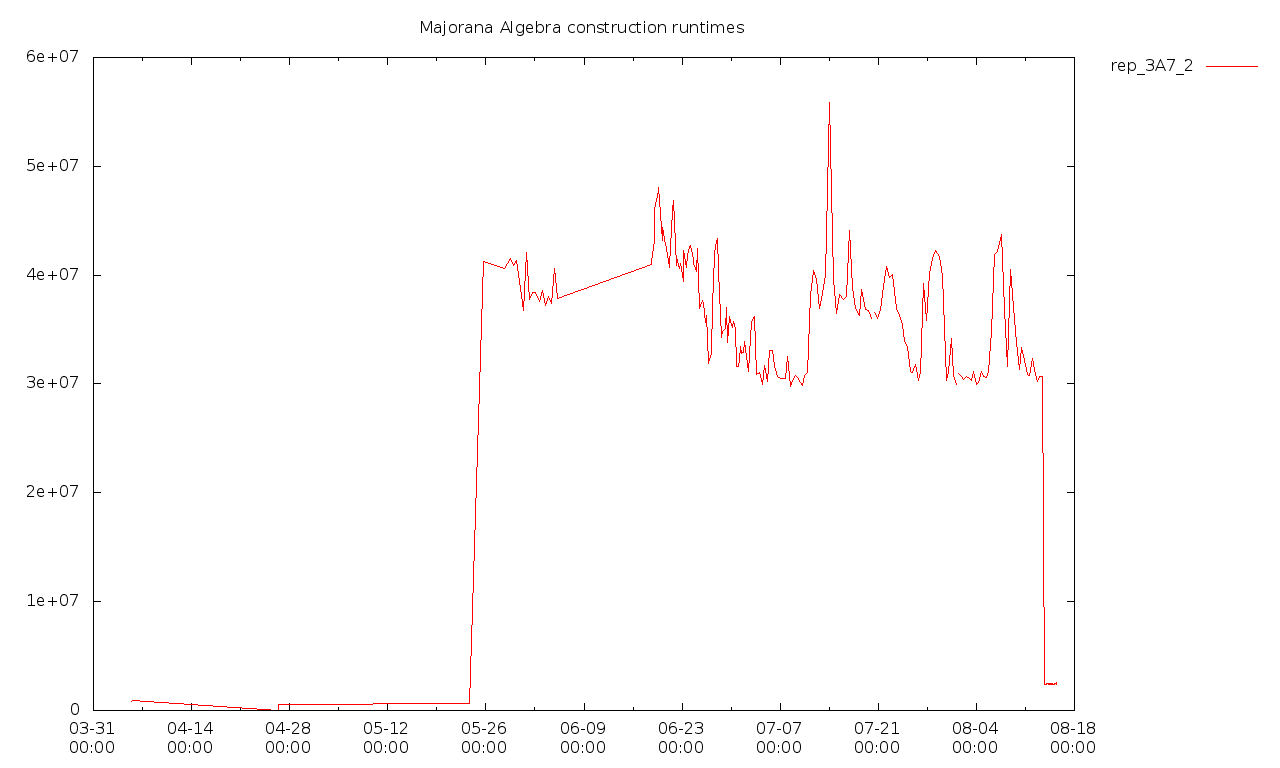 Majorana Algebra construction runtimes
rep_3A7_2
6e+07
5e+07
4e+07
3e+07
2e+07
1e+07
0
03-31 04-14 04-28 05-12 05-26 06-09 06-23 07-07 07-21 08-04 08-18
00:00 00:00 00:00 00:00 00:00 00:00 00:00 00:00 00:00 00:00 00:00